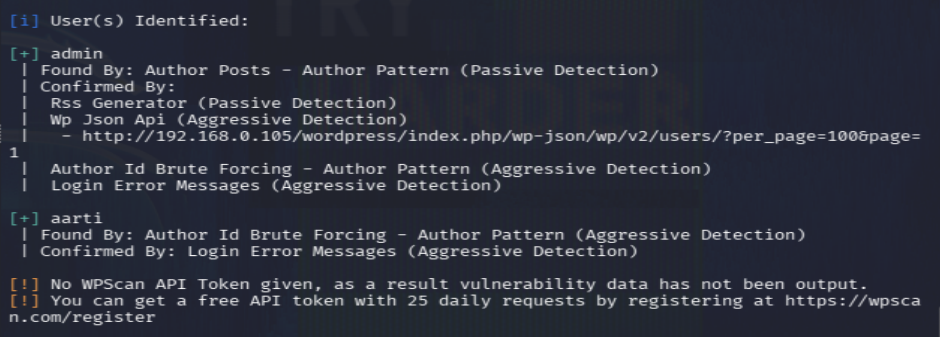 TRY
HARDER
[i] User(s) Identified:
[+] admin
| Found By: Author Posts - Author Pattern (Passive Detection)
| Confirmed By:
|  Rss Generator (Passive Detection)
|  Wp Json Api (Aggressive Detection)
|   - http://192.168.0.105/wordpress/index.php/wp-json/wp/v2/users/?per_page=100&page=
1
|  Author Id Brute Forcing - Author Pattern (Aggressive Detection)
|  Login Error Messages (Aggressive Detection)
[+] aarti
| Found By: Author Id Brute Forcing - Author Pattern (Aggressive Detection)
| Confirmed By: Login Error Messages (Aggressive Detection)
[!] No WPScan API Token given, as a result vulnerability data has not been output.
[!] You can get a free API token with 25 daily requests by registering at https://wpsca
n.com/register